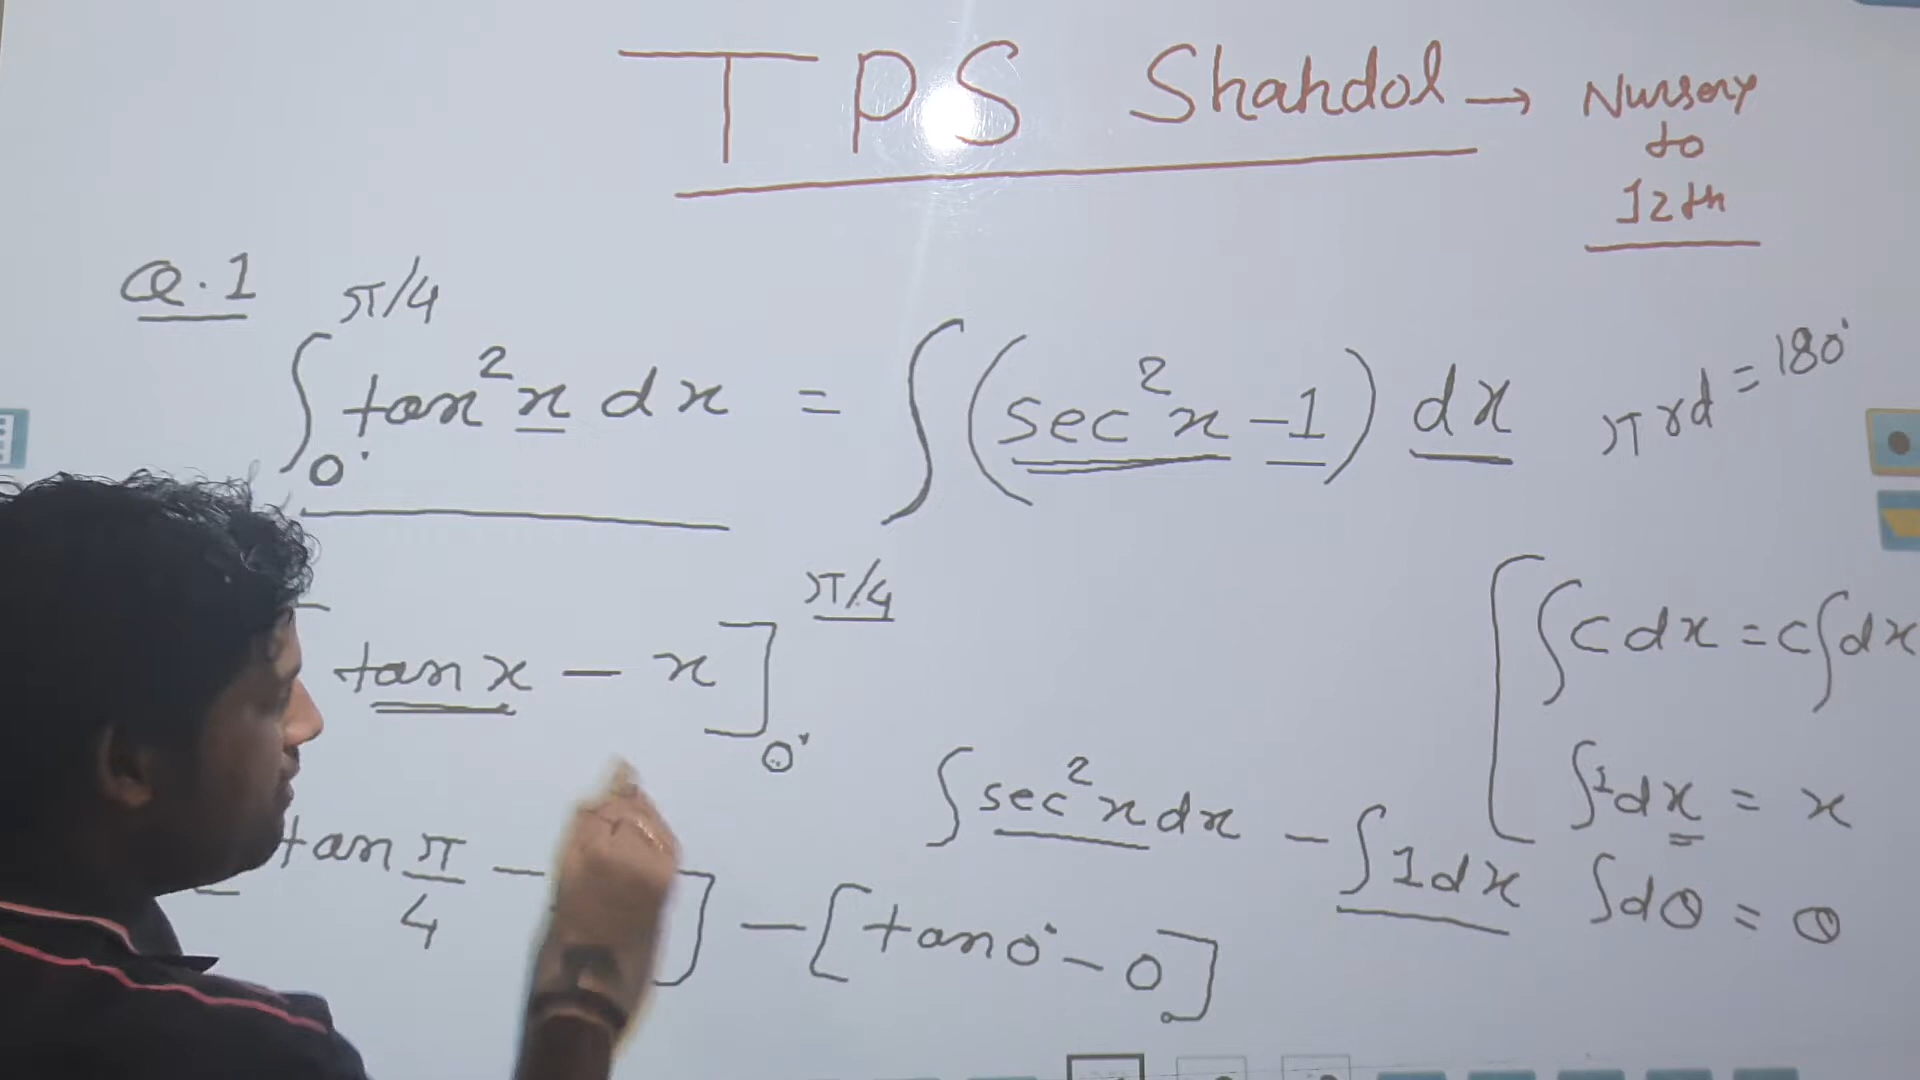 TPS Shahdol → Nursery
to
12th
Q.1
∫₀°^π/4 tan²x dx = ∫(sec²x -1) dx
π rd = 180°
tan x - x]₀°^π/4
∫c dx = c∫dx
∫1dx = x
∫sec²x dx - ∫1dx
∫dθ = θ
tan π/4 - ] - [tan0° - 0]